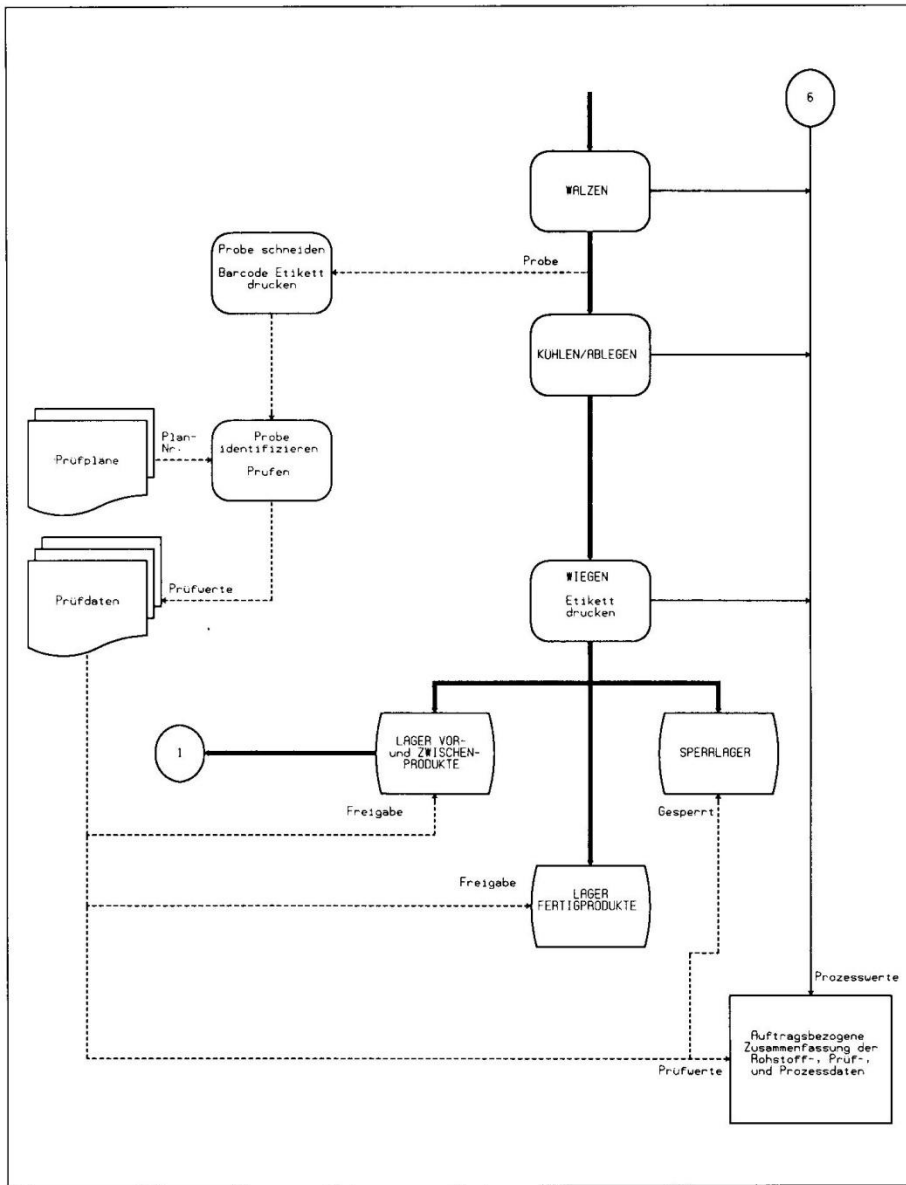 6
WALZEN
Probe schneiden
Barcode Etikett
drucken
Probe
KUHLEN/ABLEGEN
Prüfpläne
Plan-
Nr.
Probe
identifizieren
Prufen
Prüfdaten
Prüfwerte
WIEGEN
Etikett
drucken
1
LAGER VOR-
und ZWISCHEN-
PRODUKTE
SPERRLAGER
Freigabe
Gesperrt
Freigabe
LAGER
FERTIGPRODUKTE
Prozesswerte
Auftragsbezogene
Zusammenfassung der
Rohstoff-, Prüf-,
und Prozessdaten
Prüfwerte